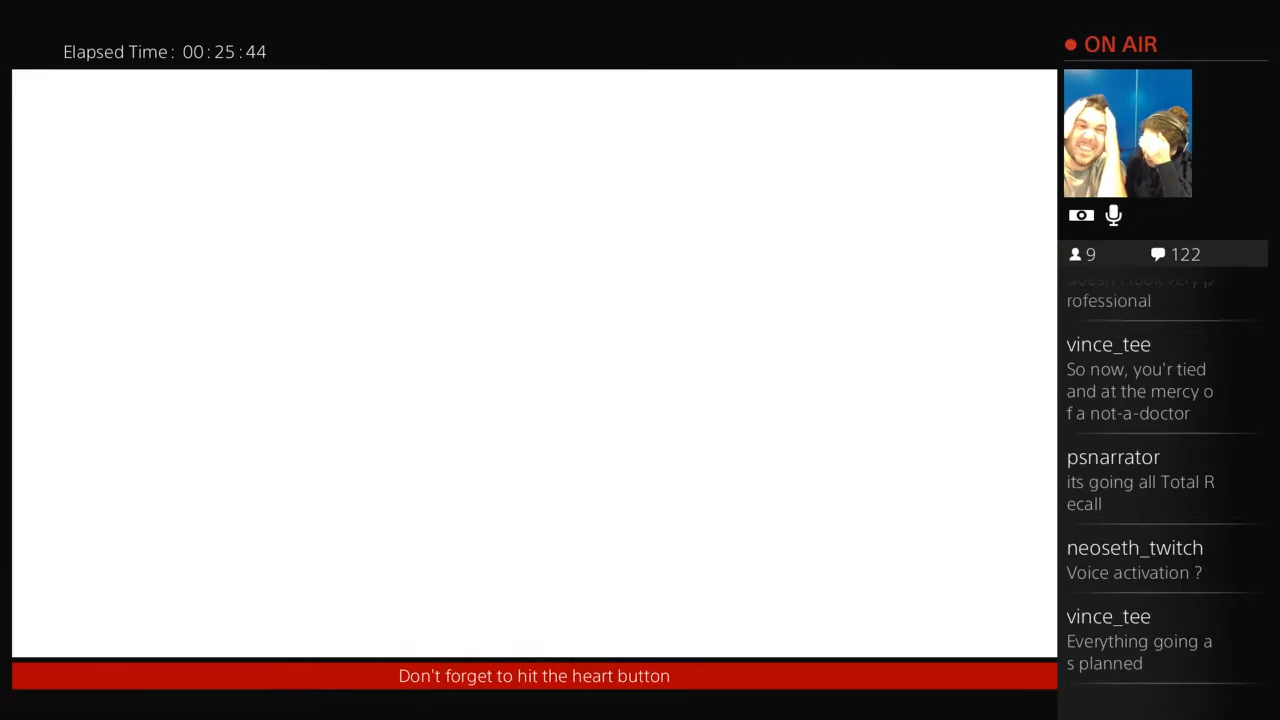 Elapsed Time: 00:25:44
ON AIR
9 122
rofessional
vince_tee
So now, you'r tied
and at the mercy o
f a not-a-doctor
psnarrator
its going all Total R
ecall
neoseth_twitch
Voice activation ?
vince_tee
Everything going a
s planned
Don't forget to hit the heart button